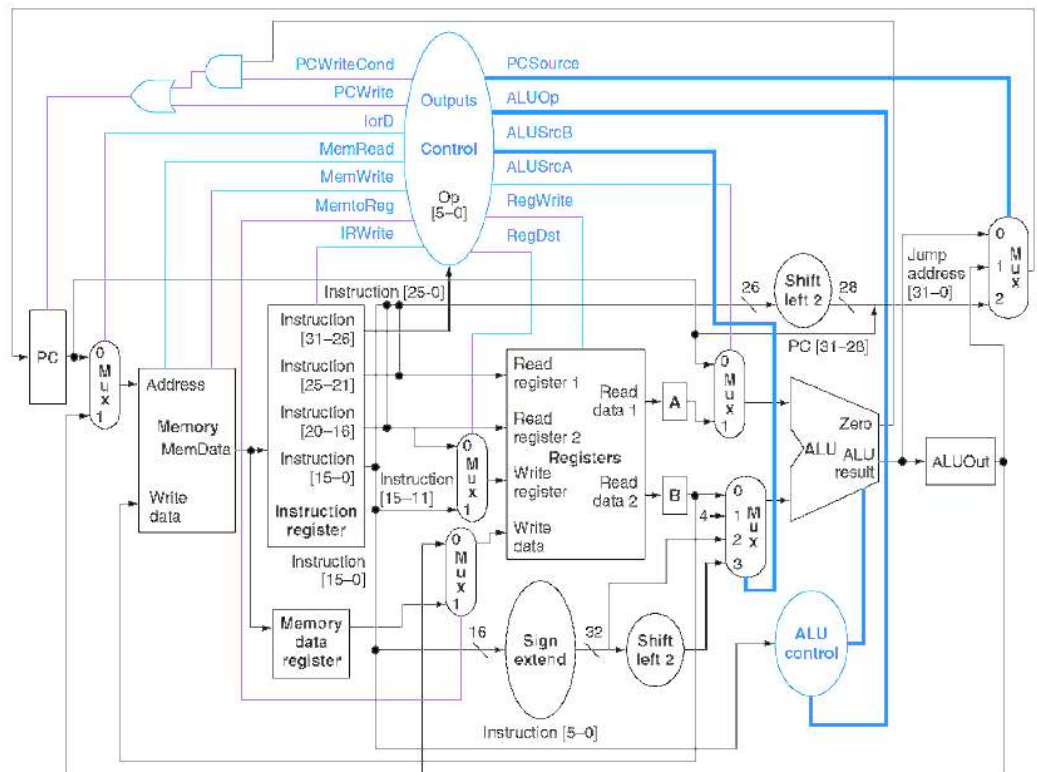 PCWriteCond
PCSource
PCWrite
Outputs
ALUOp
IorD
ALUSrcB
MemRead
Control
ALUSrcA
MemWrite
Op
[5–0]
RegWrite
MemtoReg
IRWrite
RegDst
0
1
2
M
u
x
Jump
address
[31–0]
Instruction [25-0]
26
Shift
left 2
28
PC [31–28]
PC
0
M
u
x
1
Address
Memory
MemData
Write
data
Instruction
[31–26]
Instruction
[25–21]
Instruction
[20–16]
Instruction
[15–0]
Instruction
register
Read
register 1
Read
register 2
Registers
Write
register
Write
data
Read
data 1
Read
data 2
A
B
0
M
u
x
1
Zero
ALU
ALU
result
ALUOut
0
M
u
x
1
Instruction
[15–11]
4
0
1
2
3
M
u
x
0
M
u
x
1
Instruction
[15–0]
Memory
data
register
16
Sign
extend
32
Shift
left 2
ALU
control
Instruction [5–0]